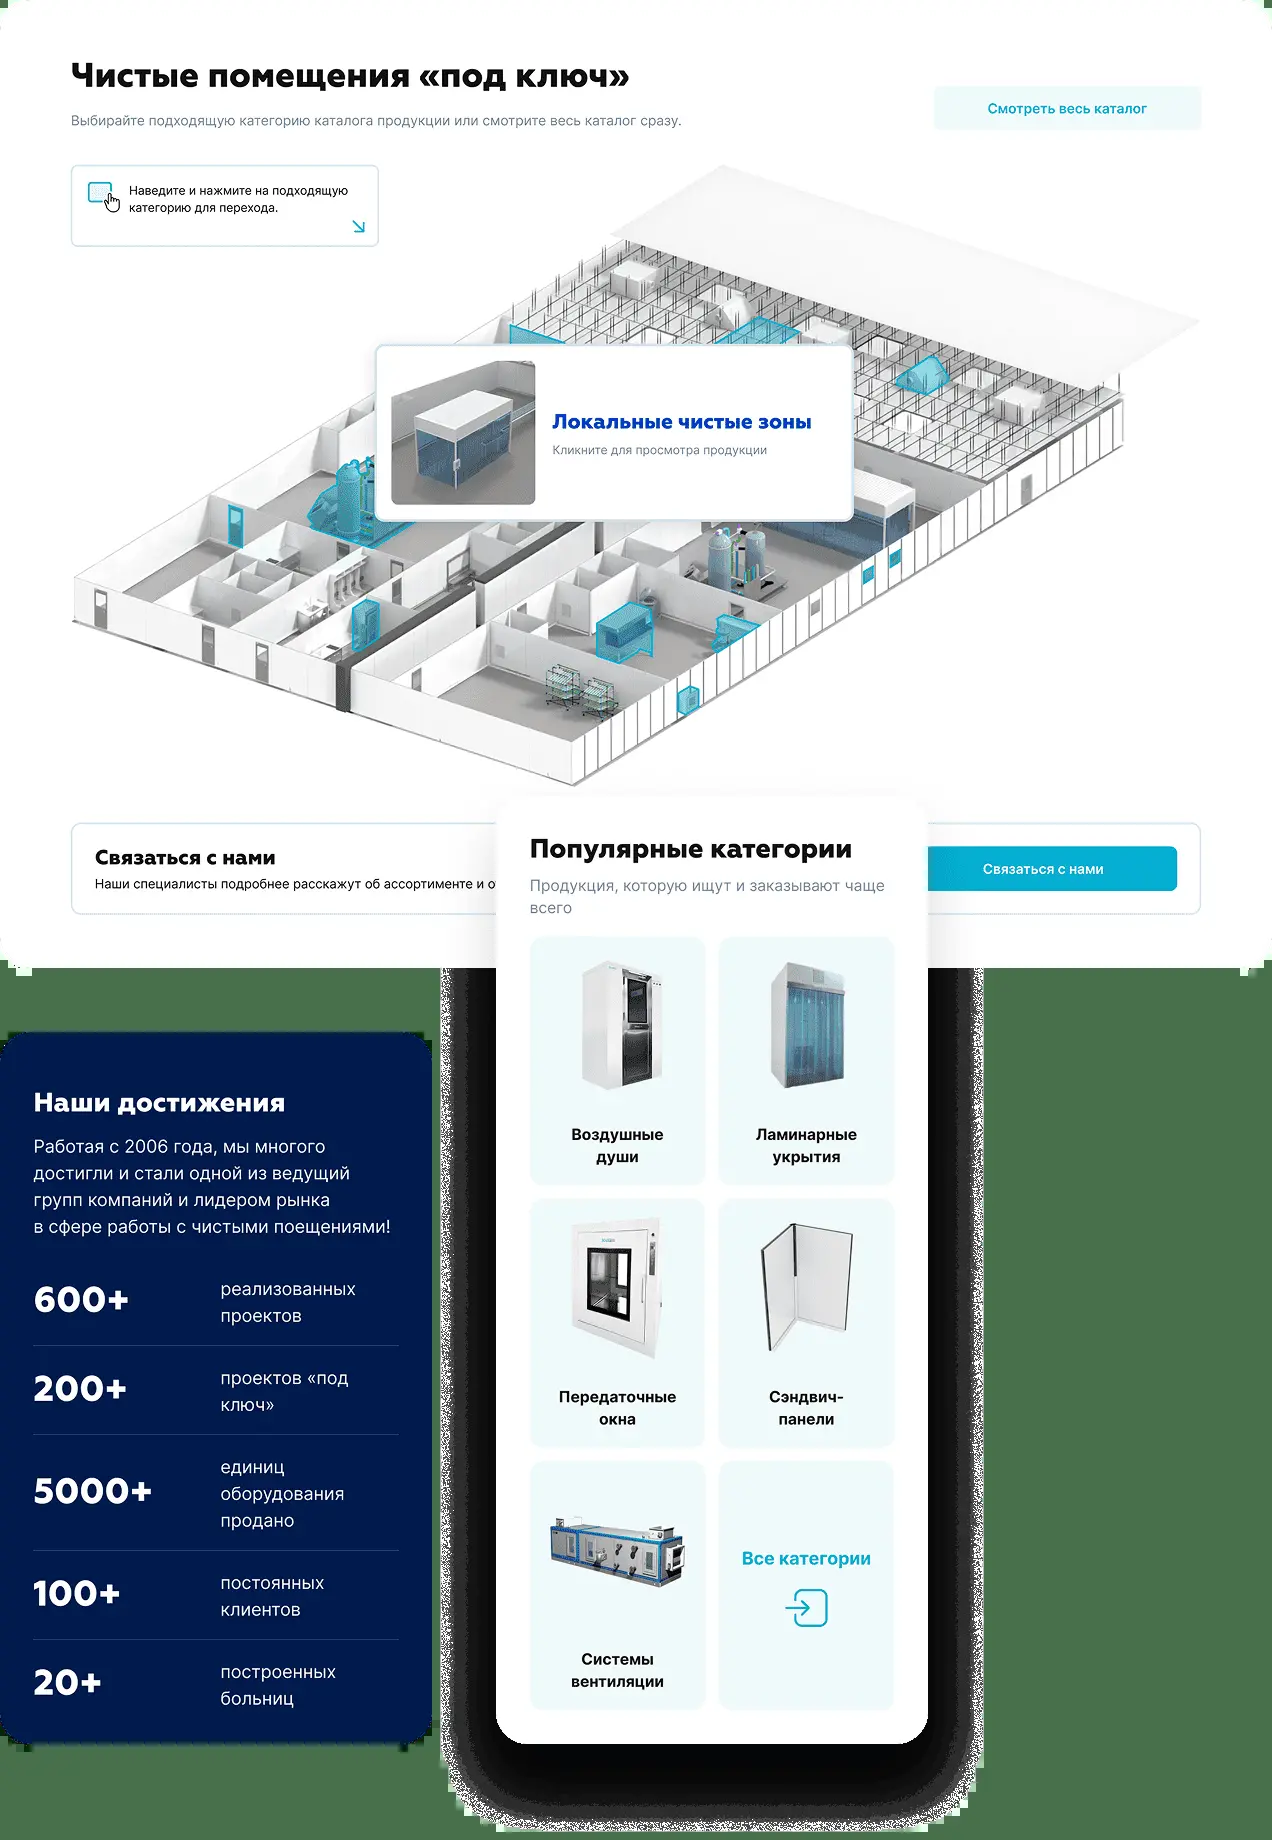 Чистые помещения «под ключ»
Выбирайте подходящую категорию каталога продукции или смотрите весь каталог сразу.
Смотреть весь каталог
Наведите и нажмите на подходящую
категорию для перехода.
Локальные чистые зоны
Кликните для просмотра продукции
Связаться с нами
Наши специалисты подробнее расскажут об ассортименте и о
Связаться с нами
Популярные категории
Продукция, которую ищут и заказывают чаще
всего
Воздушные
души
Ламинарные
укрытия
Передаточные
окна
Сэндвич-
панели
Системы
вентиляции
Все категории
Наши достижения
Работая с 2006 года, мы многого
достигли и стали одной из ведущий
групп компаний и лидером рынка
в сфере работы с чистыми поещениями!
600+
реализованных
проектов
200+
проектов «под
ключ»
5000+
единиц
оборудования
продано
100+
постоянных
клиентов
20+
построенных
больниц